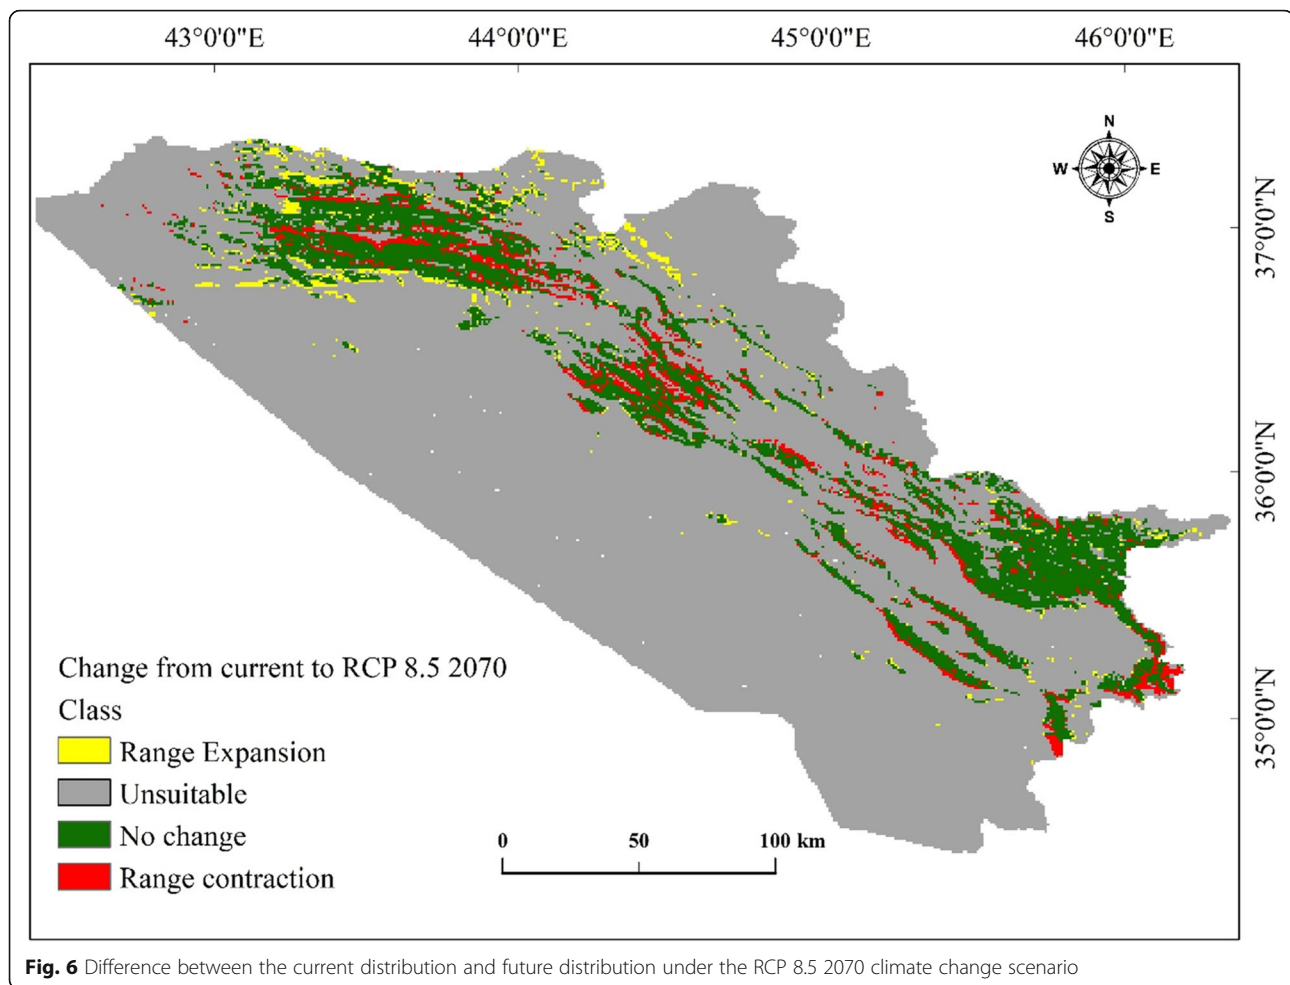 43°0'0"E 44°0'0"E 45°0'0"E 46°0'0"E
N
W E
S
37°0'0"N
36°0'0"N
35°0'0"N
Change from current to RCP 8.5 2070
Class
Range Expansion
Unsuitable
No change
Range contraction
0 50 100 km
Fig. 6 Difference between the current distribution and future distribution under the RCP 8.5 2070 climate change scenario